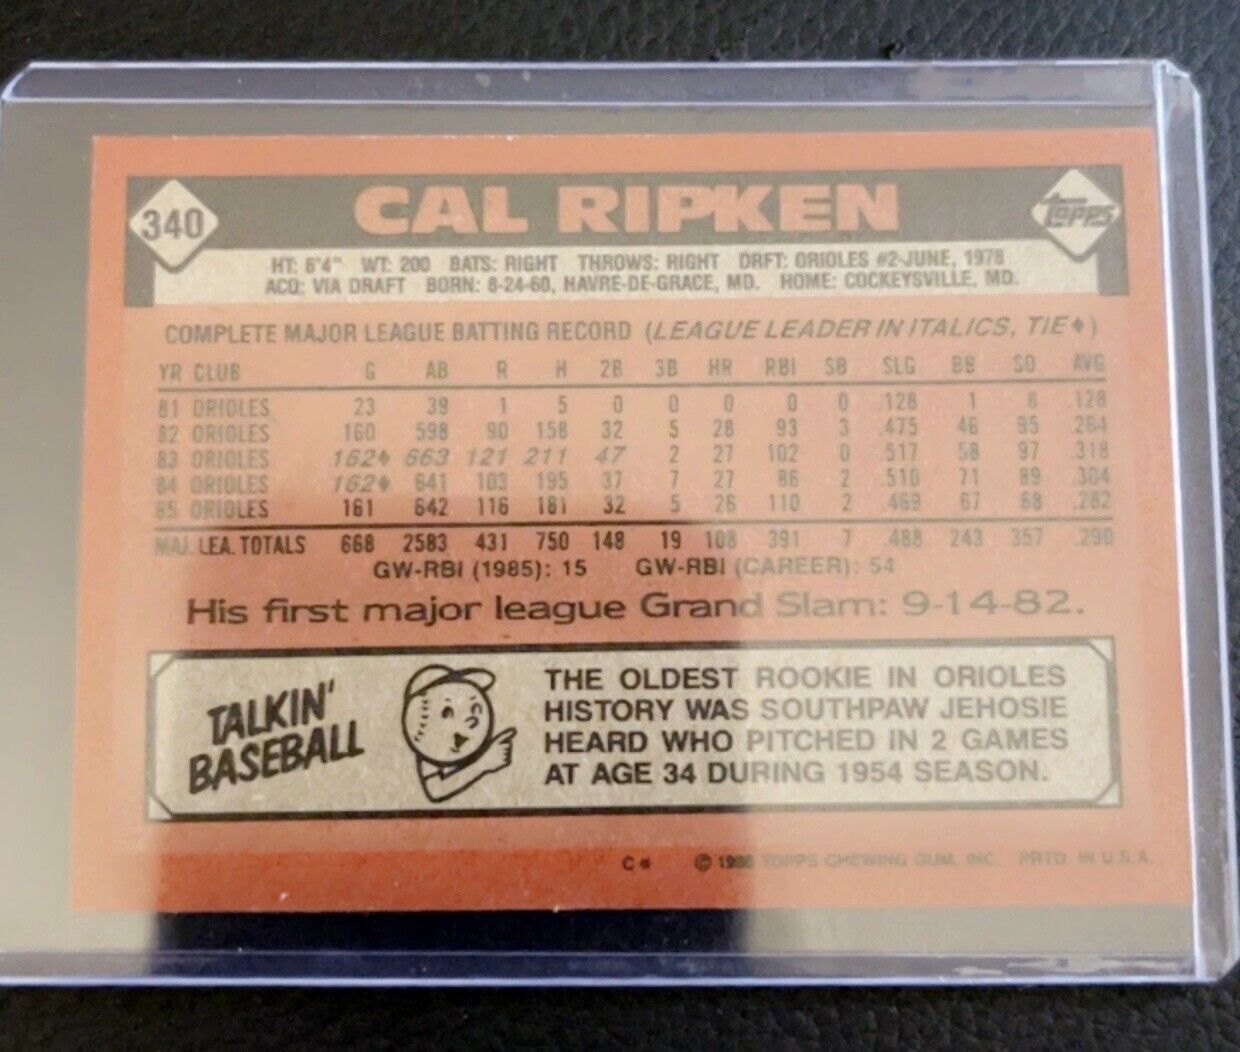 340 CAL RIPKEN TOPPS
HT: 6'4" WT: 200 BATS: RIGHT THROWS: RIGHT DRFT: ORIOLES #2-JUNE, 1978
ACQ: VIA DRAFT BORN: 8-24-60, HAVRE-DE-GRACE, MD. HOME: COCKEYSVILLE, MD.
COMPLETE MAJOR LEAGUE BATTING RECORD (LEAGUE LEADER IN ITALICS, TIE♦)
YR CLUB G AB R H 2B 3B HR RBI SB SLG BB SO AVG
81 ORIOLES 23 39 1 5 0 0 0 0 0 .128 1 8 .128
82 ORIOLES 160 598 90 158 32 5 28 93 3 .475 46 95 .264
83 ORIOLES 162♦ 663 121 211 47 2 27 102 0 .517 58 97 .318
84 ORIOLES 162♦ 641 103 195 37 7 27 86 2 .510 71 89 .304
85 ORIOLES 161 642 116 181 32 5 26 110 2 .469 67 68 .282
MAJ. LEA. TOTALS 668 2583 431 750 148 19 108 391 7 .488 243 357 .290
GW-RBI (1985): 15 GW-RBI (CAREER): 54
His first major league Grand Slam: 9-14-82.
TALKIN'
BASEBALL
THE OLDEST ROOKIE IN ORIOLES
HISTORY WAS SOUTHPAW JEHOSIE
HEARD WHO PITCHED IN 2 GAMES
AT AGE 34 DURING 1954 SEASON.
C* © 1986 TOPPS CHEWING GUM, INC. PRTD. IN U.S.A.